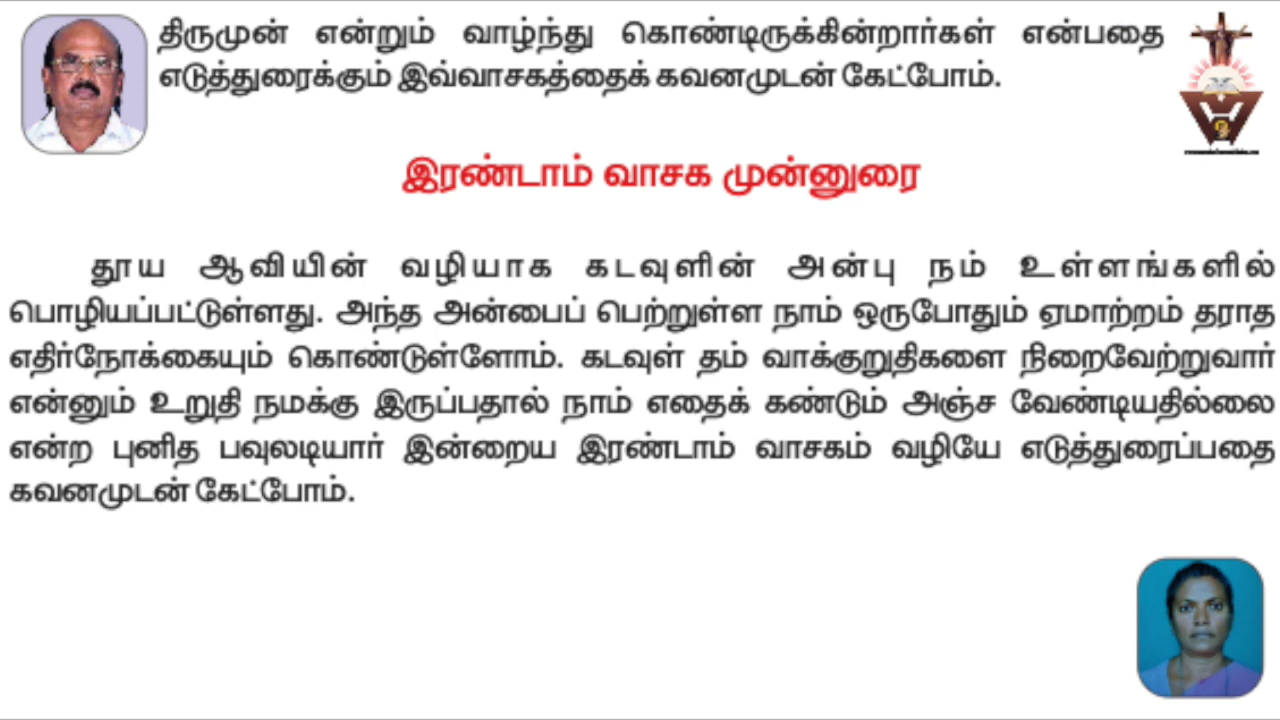 திருமுன் என்றும் வாழ்ந்து கொண்டிருக்கின்றார்கள் என்பதை
எடுத்துரைக்கும் இவ்வாசகத்தைக் கவனமுடன் கேட்போம்.
இரண்டாம் வாசக முன்னுரை
தூய ஆவியின் வழியாக கடவுளின் அன்பு நம் உள்ளங்களில்
பொழியப்பட்டுள்ளது. அந்த அன்பைப் பெற்றுள்ள நாம் ஒருபோதும் ஏமாற்றம் தராத
எதிர்நோக்கையும் கொண்டுள்ளோம். கடவுள் தம் வாக்குறுதிகளை நிறைவேற்றுவார்
என்னும் உறுதி நமக்கு இருப்பதால் நாம் எதைக் கண்டும் அஞ்ச வேண்டியதில்லை
என்ற புனித பவுலடியார் இன்றைய இரண்டாம் வாசகம் வழியே எடுத்துரைப்பதை
கவனமுடன் கேட்போம்.